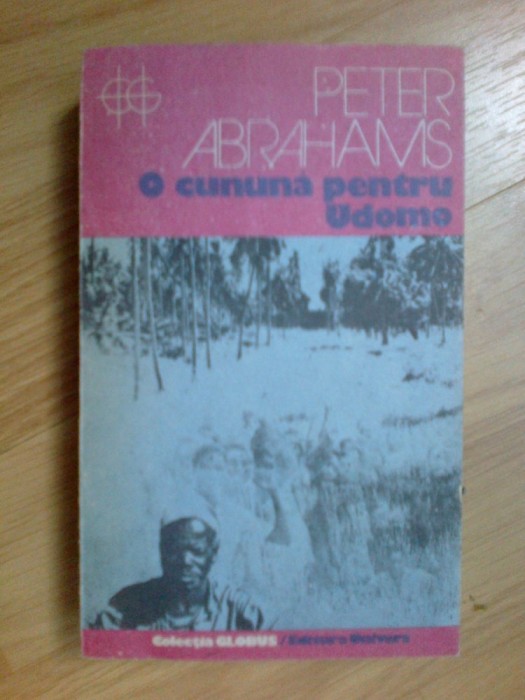 PETER
ABRAHAMS
O cunună pentru
Udomo
Colecția GLOBUS / Editura Univers